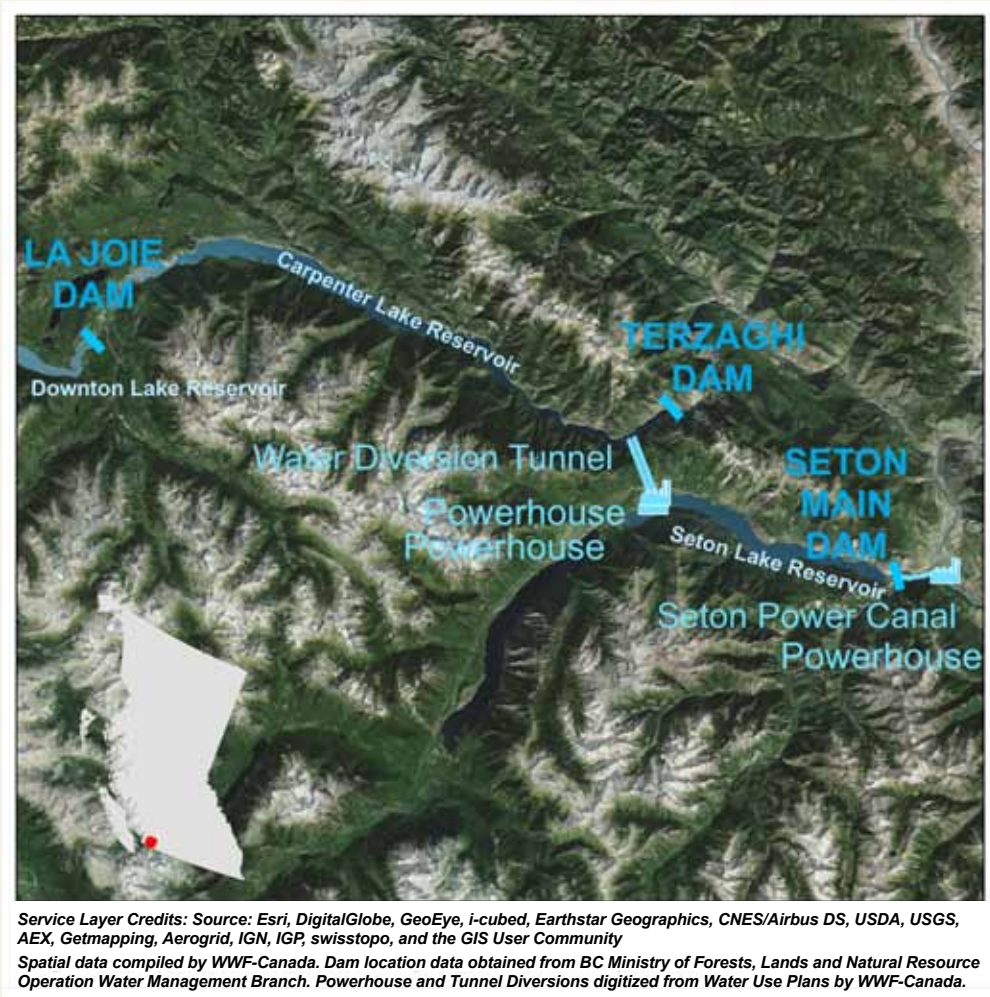 LA JOIE
DAM
Carpenter Lake Reservoir
Downton Lake Reservoir
TERZAGHI
DAM
Water Diversion Tunnel
Powerhouse
Powerhouse
SETON
MAIN
DAM
Seton Lake Reservoir
Seton Power Canal
Powerhouse
Service Layer Credits: Source: Esri, DigitalGlobe, GeoEye, i-cubed, Earthstar Geographics, CNES/Airbus DS, USDA, USGS,
AEX, Getmapping, Aerogrid, IGN, IGP, swisstopo, and the GIS User Community
Spatial data compiled by WWF-Canada. Dam location data obtained from BC Ministry of Forests, Lands and Natural Resource
Operation Water Management Branch. Powerhouse and Tunnel Diversions digitized from Water Use Plans by WWF-Canada.